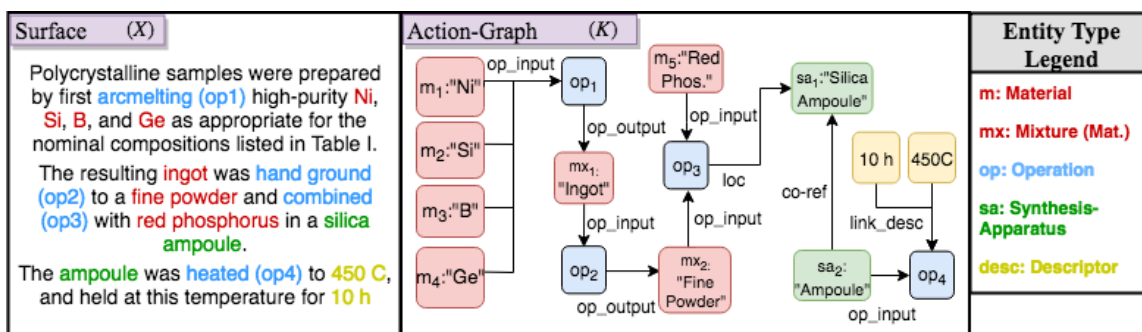 Surface (X)
Polycrystalline samples were prepared
by first arcmelting (op1) high-purity Ni,
Si, B, and Ge as appropriate for the
nominal compositions listed in Table I.
The resulting ingot was hand ground
(op2) to a fine powder and combined
(op3) with red phosphorus in a silica
ampoule.
The ampoule was heated (op4) to 450 C,
and held at this temperature for 10 h
Action-Graph (K)
m1:"Ni"
m2:"Si"
m3:"B"
m4:"Ge"
op_input
op1
op_output
mx1:
"Ingot"
op_input
op2
op_output
m5:"Red
Phos."
op_input
op3
op_input
mx2:
"Fine
Powder"
loc
sa1:"Silica
Ampoule"
co-ref
sa2:
"Ampoule"
10 h
450C
link_desc
op4
op_input
Entity Type
Legend
m: Material
mx: Mixture (Mat.)
op: Operation
sa: Synthesis-
Apparatus
desc: Descriptor